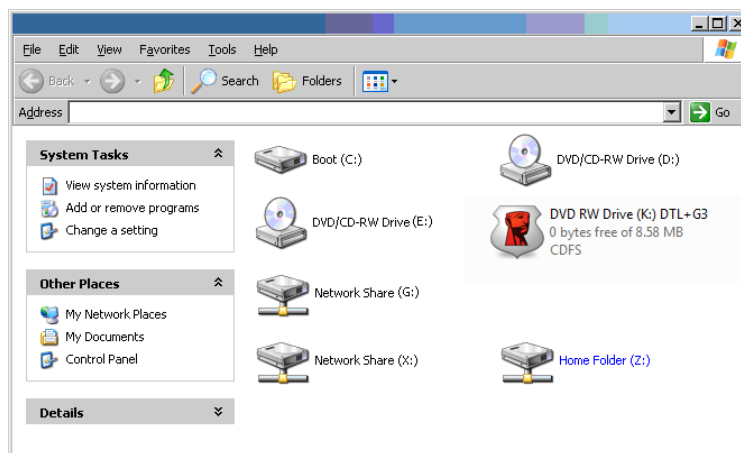 File Edit View Favorites Tools Help
Back Search Folders
Address Go
System Tasks
View system information
Add or remove programs
Change a setting
Other Places
My Network Places
My Documents
Control Panel
Details
Boot (C:)
DVD/CD-RW Drive (D:)
DVD/CD-RW Drive (E:)
DVD RW Drive (K:) DTL+G3
0 bytes free of 8.58 MB
CDFS
Network Share (G:)
Network Share (X:)
Home Folder (Z:)